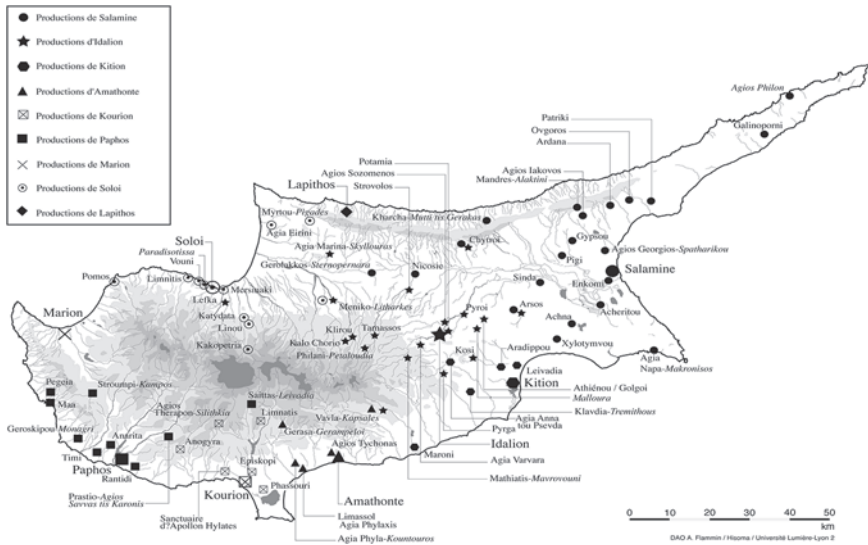 Productions de Salamine
Productions d'Idalion
Productions de Kition
Productions d'Amathonte
Productions de Kourion
Productions de Paphos
Productions de Marion
Productions de Soloi
Productions de Lapithos
Agios Philon
Galinoporni
Patriki
Ovgoros
Ardana
Agios Iakovos
Mandres-Alaktini
Potamia
Agios Sozomenos
Strovolos
Lapithos
Kharcha-Mutti tis Gerakas
Myrtou-Pigades
Agia Eirini
Agia Marina-Skyllouras
Chytroi
Gypsou
Agios Georgios-Spatharikou
Pigi
Gerolakkos-Sternopernara
Nicosie
Salamine
Soloi
Paradisotissa
Vouni
Limnitis
Pomos
Mersinaki
Lefka
Sinda
Enkomi
Acheritou
Meniko-Litharkes
Pyroi
Arsos
Achna
Marion
Katydata
Linou
Klirou
Tamassos
Kalo Chorio
Philani-Petaloudia
Kakopetria
Kosi
Aradippou
Xylotymvou
Agia
Napa-Makronisos
Leivadia
Kition
Pegeia
Stroumpi-Kampos
Maa
Saittas-Leivadia
Agios
Therapon-Silithkia
Limnatis
Vavla-Kapsales
Athiénou / Golgoi
Malloura
Klavdia-Tremithous
Geroskipou-Monagri
Anarita
Anogyra
Gerasa-Gerampeloi
Agios Tychonas
Agia Anna
tou Psevda
Pyrga
Idalion
Timi
Paphos
Rantidi
Episkopi
Maroni
Agia Varvara
Mathiatis-Mavrovouni
Kourion
Phassouri
Amathonte
Prastio-Agios
Savvas tis Karonis
Sanctuaire
d?Apollon Hylates
Limassol
Agia Phylaxis
Agia Phyla-Kountouros
0 10 20 30 40 50
km
DAO A. Flammin / Hisoma / Université Lumière-Lyon 2